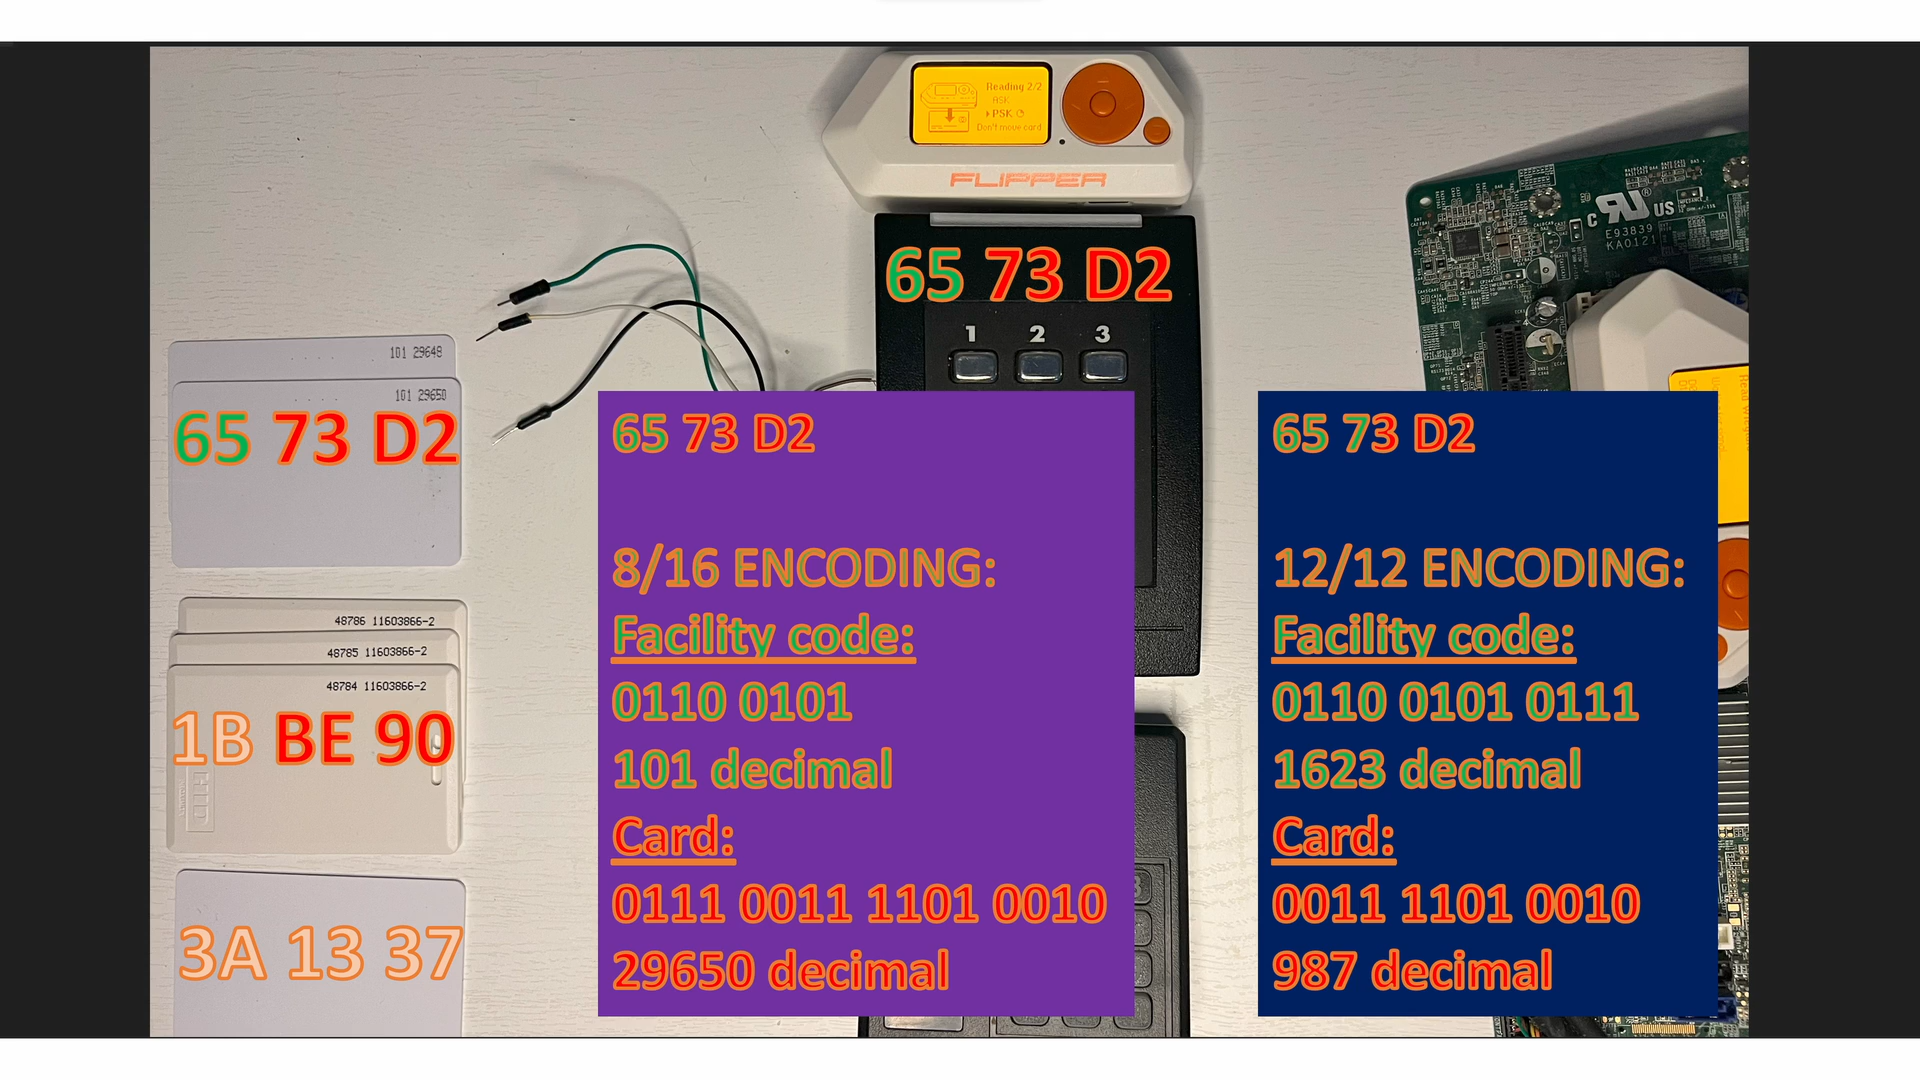 Reading 2/2
ASK
PSK
Don't move card
FLIPPER
65 73 D2
1 2 3
C US
E93839
KA0121
101 29648
101 29650
65 73 D2
48786 11603866-2
48785 11603866-2
48784 11603866-2
1B BE 90
HID
3A 13 37
65 73 D2
8/16 ENCODING:
Facility code:
0110 0101
101 decimal
Card:
0111 0011 1101 0010
29650 decimal
65 73 D2
12/12 ENCODING:
Facility code:
0110 0101 0111
1623 decimal
Card:
0011 1101 0010
987 decimal